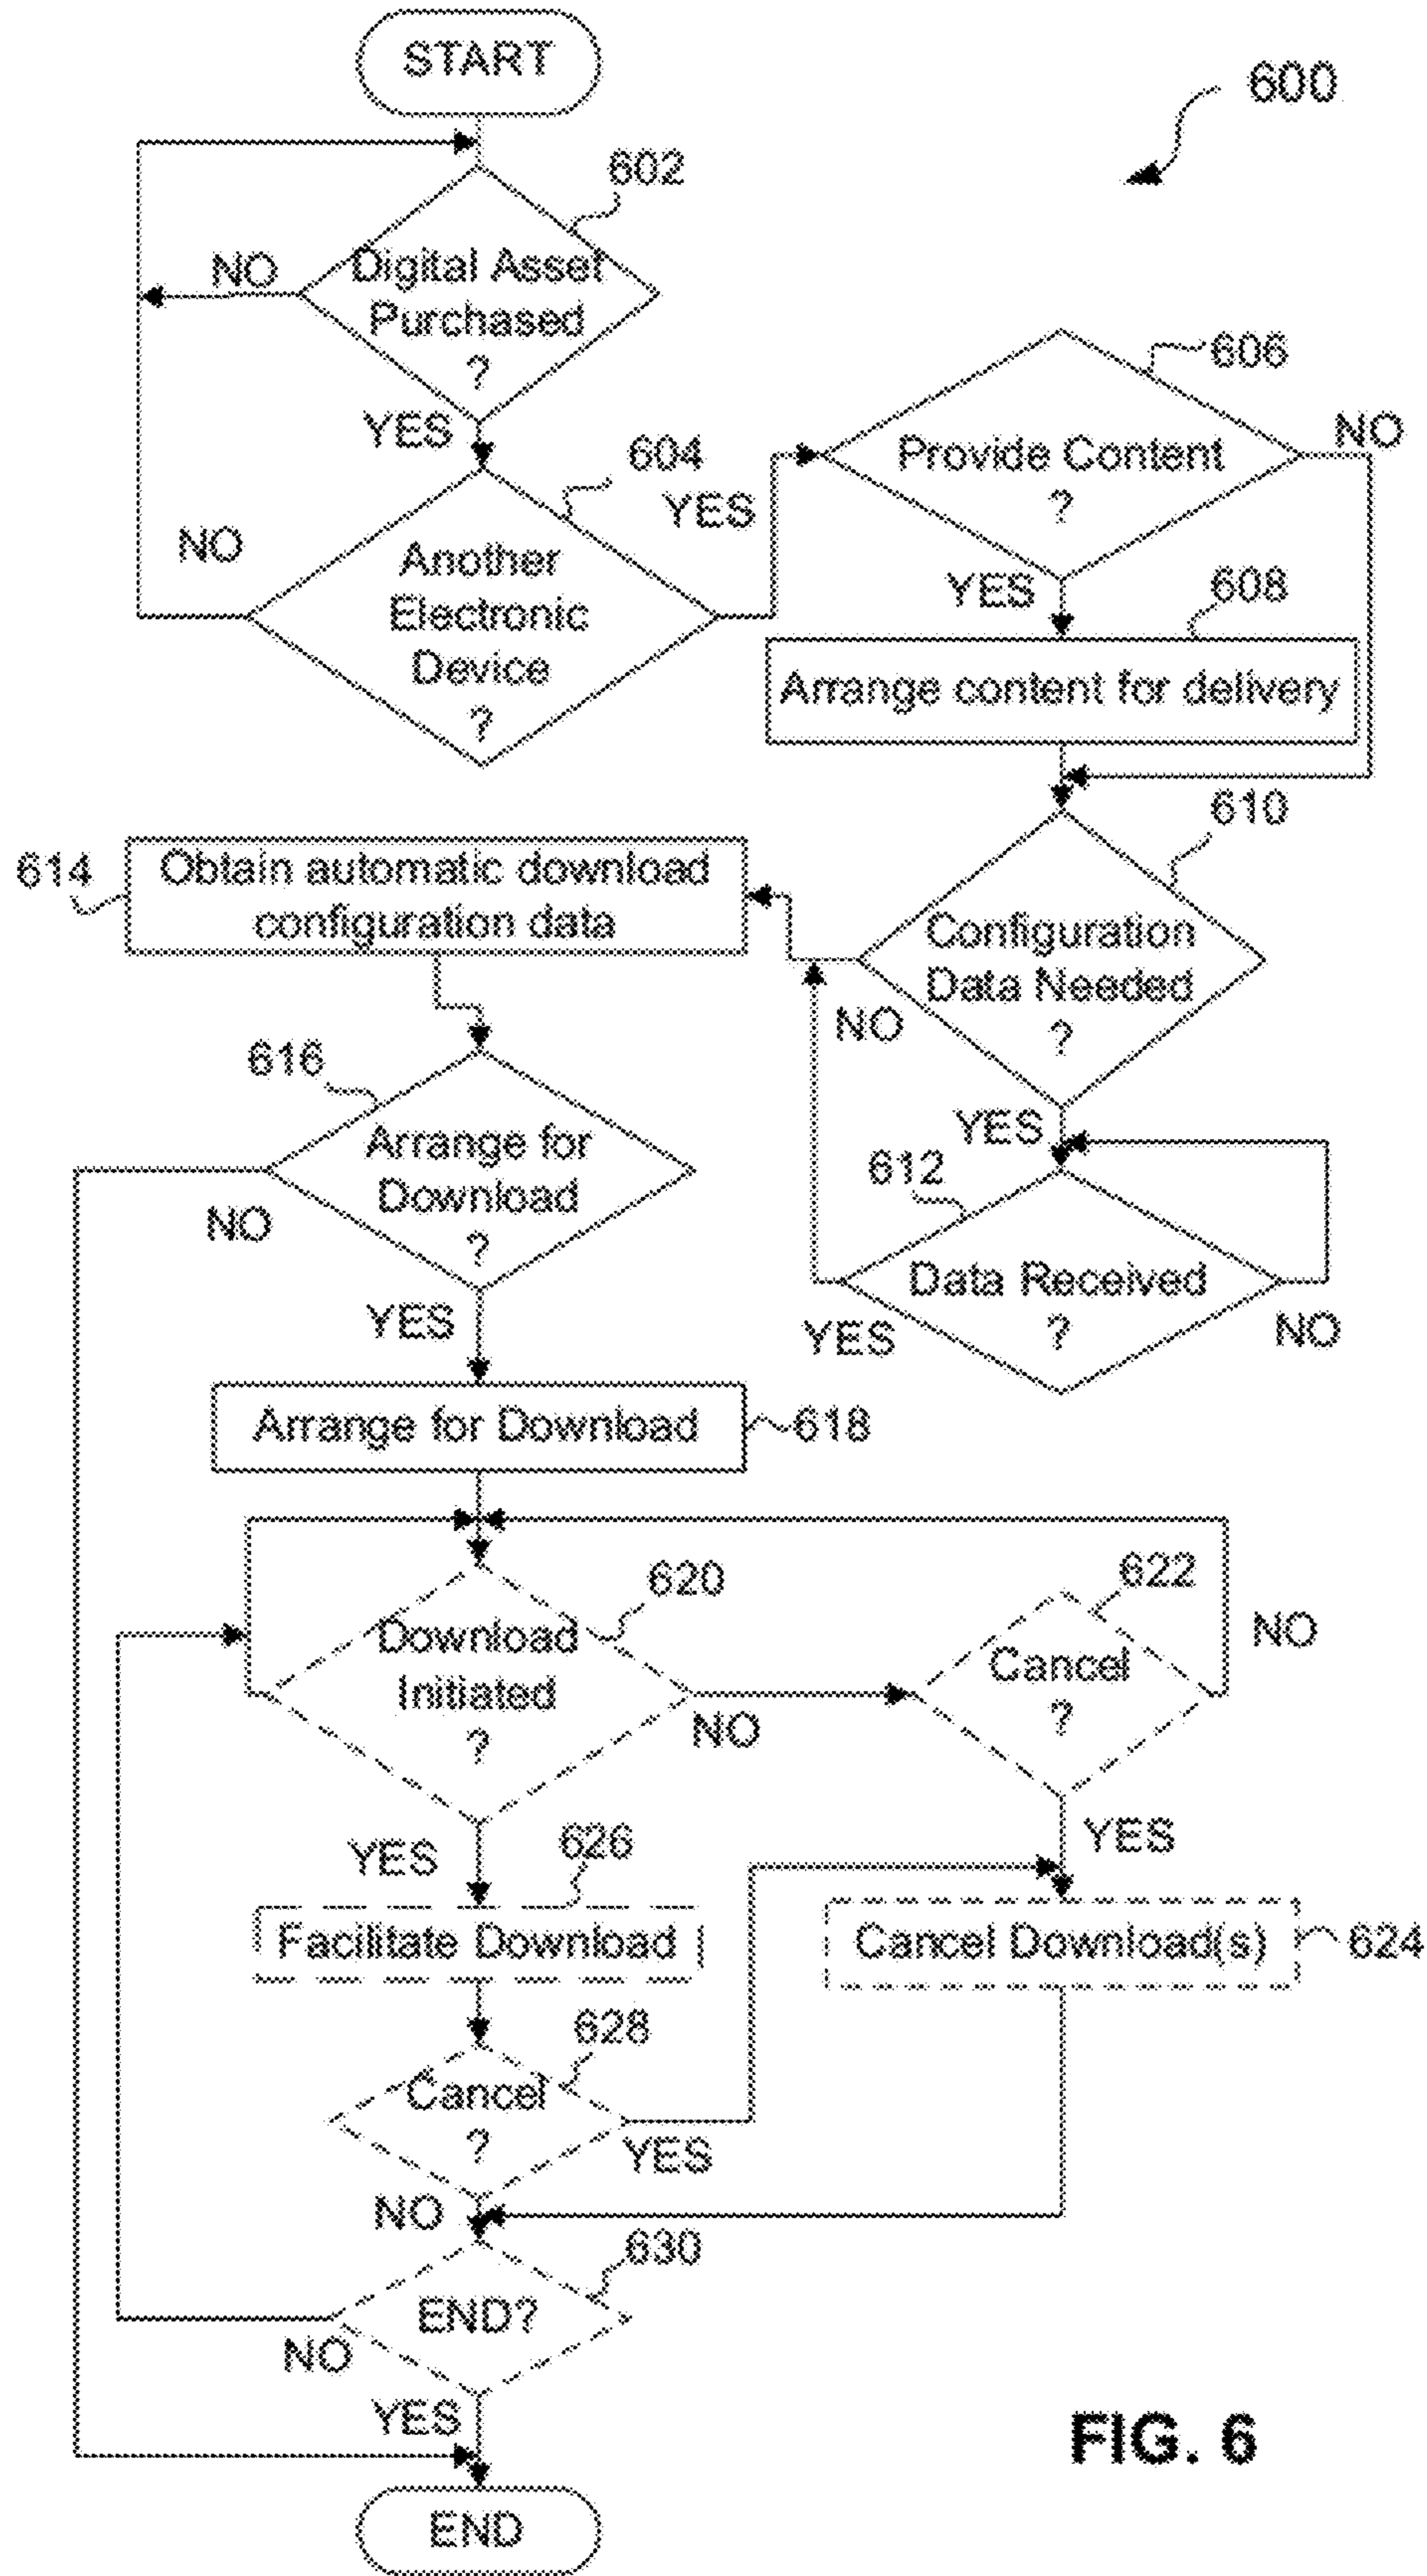 START
600
602
Digital Asset
Purchased
?
NO
YES
606
Provide Content
?
NO
YES
604
Another
Electronic
Device
?
NO
YES
608
Arrange content for delivery
610
Configuration
Data Needed
?
NO
YES
614
Obtain automatic download
configuration data
616
Arrange for
Download
?
NO
YES
612
Data Received
?
YES
NO
Arrange for Download
618
620
Download
Initiated
?
NO
YES
622
Cancel
?
NO
YES
626
Facilitate Download
Cancel Download(s)
624
628
Cancel
?
YES
NO
630
END?
NO
YES
FIG. 6
END